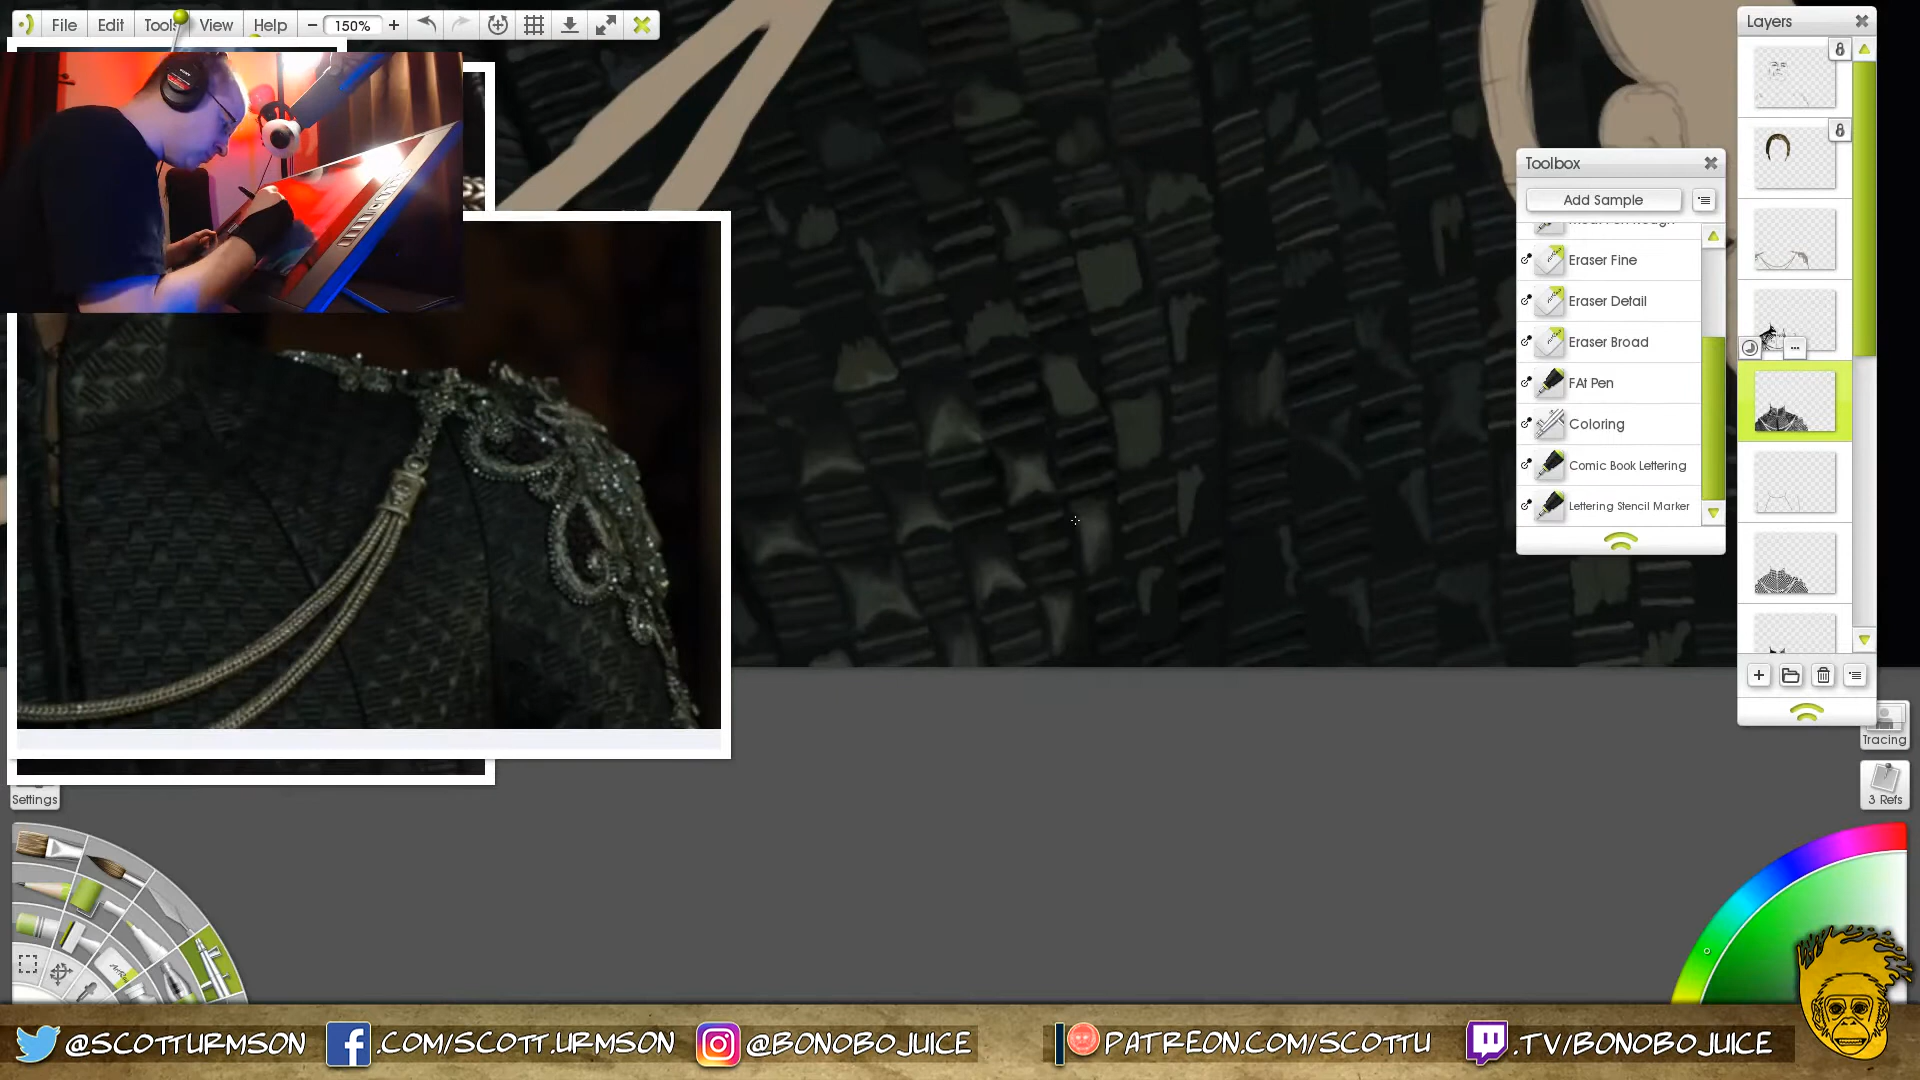 File Edit Tools View Help 150%
Layers
Toolbox
Add Sample
Eraser Fine
Eraser Detail
Eraser Broad
FAt Pen
Coloring
Comic Book Lettering
Lettering Stencil Marker
Tracing
3 Refs
Settings
@SCOTTURMSON .COM/SCOTT.URMSON @BONOBOJUICE PATREON.COM/SCOTTU .TV/BONOBOJUICE